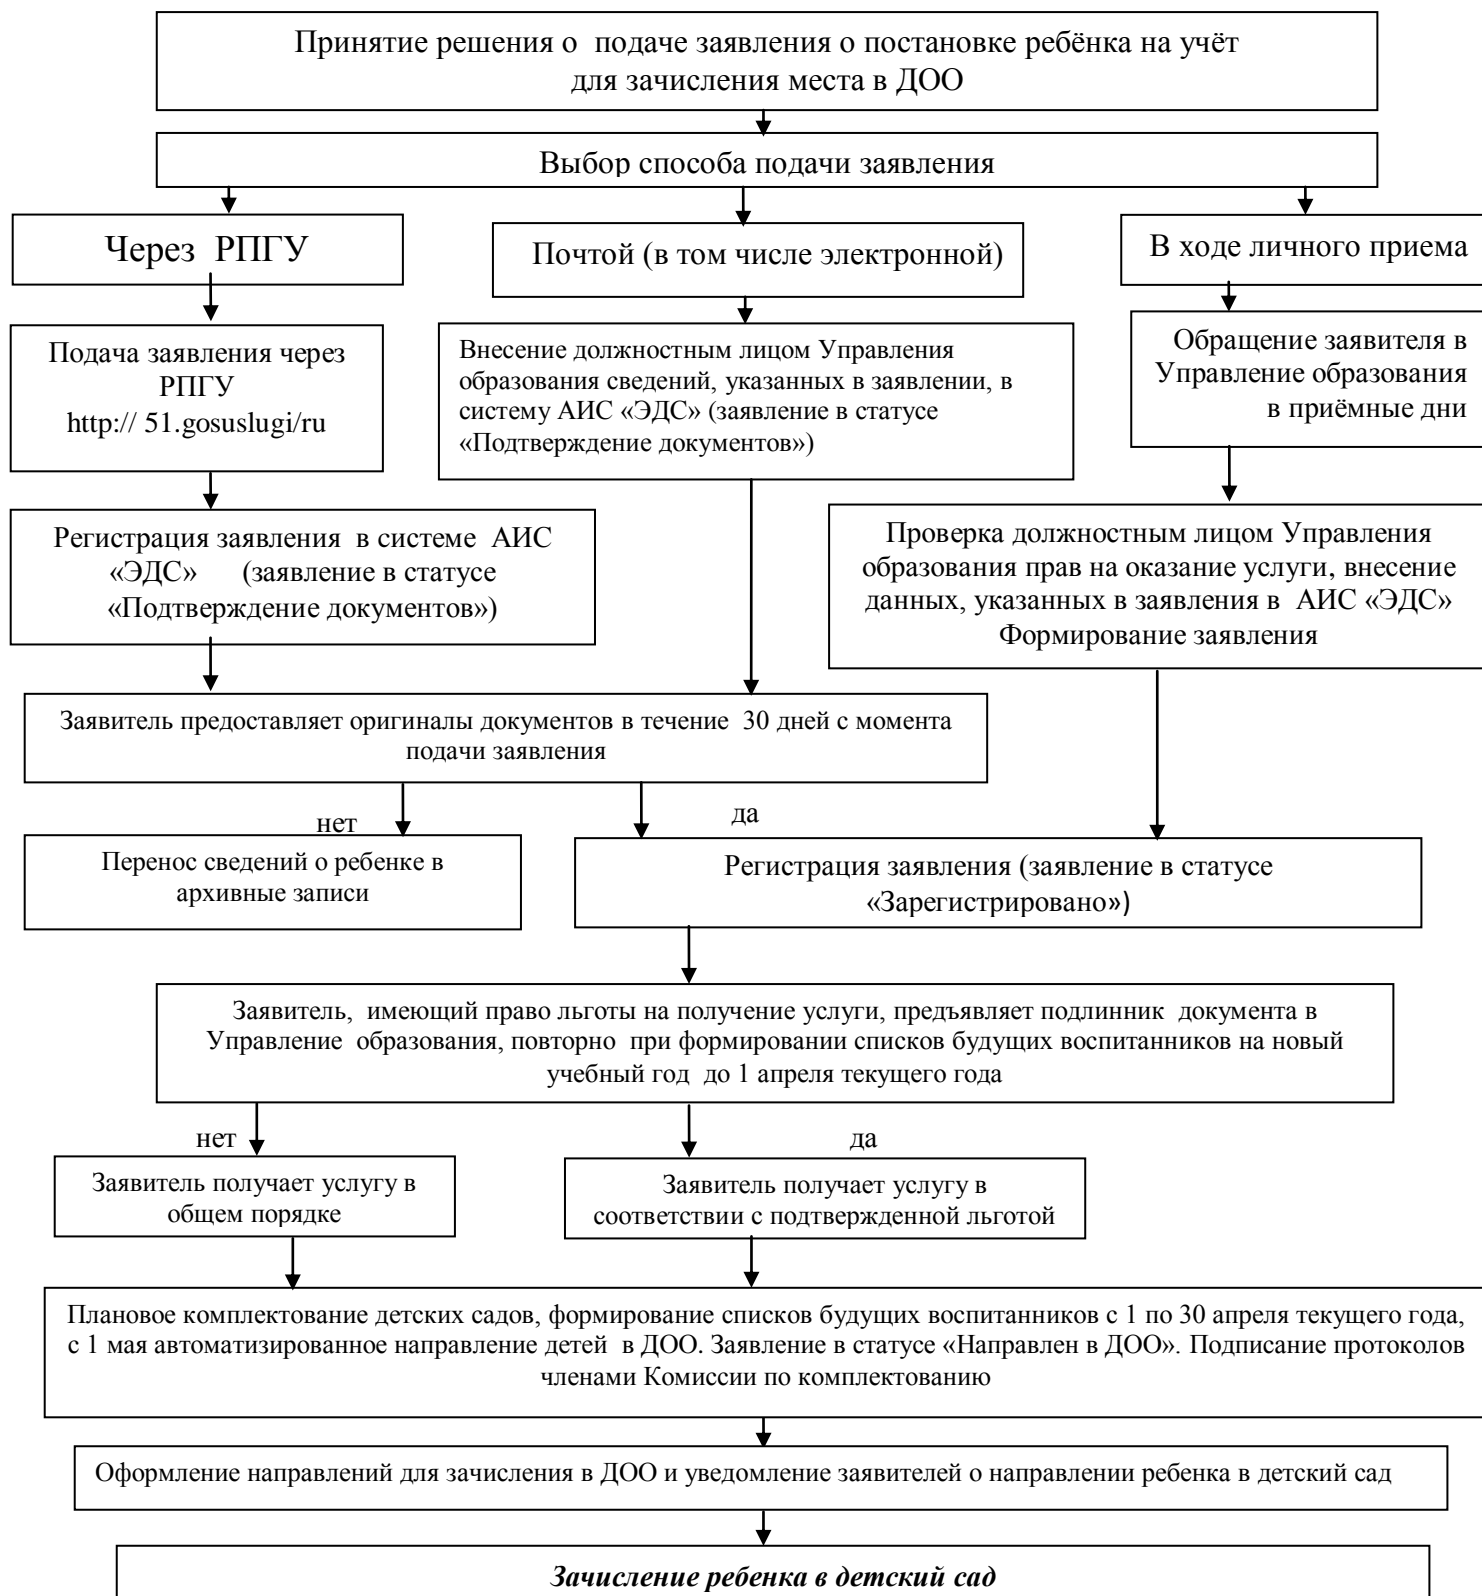 Принятие решения о подаче заявления о постановке ребёнка на учёт
для зачисления места в ДОО
Выбор способа подачи заявления
Через РПГУ
Почтой (в том числе электронной)
В ходе личного приема
Подача заявления через
РПГУ
http:// 51.gosuslugi/ru
Внесение должностным лицом Управления
образования сведений, указанных в заявлении, в
систему АИС «ЭДС» (заявление в статусе
«Подтверждение документов»)
Обращение заявителя в
Управление образования
в приёмные дни
Регистрация заявления в системе АИС
«ЭДС» (заявление в статусе
«Подтверждение документов»)
Проверка должностным лицом Управления
образования прав на оказание услуги, внесение
данных, указанных в заявления в АИС «ЭДС»
Формирование заявления
Заявитель предоставляет оригиналы документов в течение 30 дней с момента
подачи заявления
нет
да
Перенос сведений о ребенке в
архивные записи
Регистрация заявления (заявление в статусе
«Зарегистрировано»)
Заявитель, имеющий право льготы на получение услуги, предъявляет подлинник документа в
Управление образования, повторно при формировании списков будущих воспитанников на новый
учебный год до 1 апреля текущего года
нет
да
Заявитель получает услугу в
общем порядке
Заявитель получает услугу в
соответствии с подтвержденной льготой
Плановое комплектование детских садов, формирование списков будущих воспитанников с 1 по 30 апреля текущего года,
с 1 мая автоматизированное направление детей в ДОО. Заявление в статусе «Направлен в ДОО». Подписание протоколов
членами Комиссии по комплектованию
Оформление направлений для зачисления в ДОО и уведомление заявителей о направлении ребенка в детский сад
Зачисление ребенка в детский сад